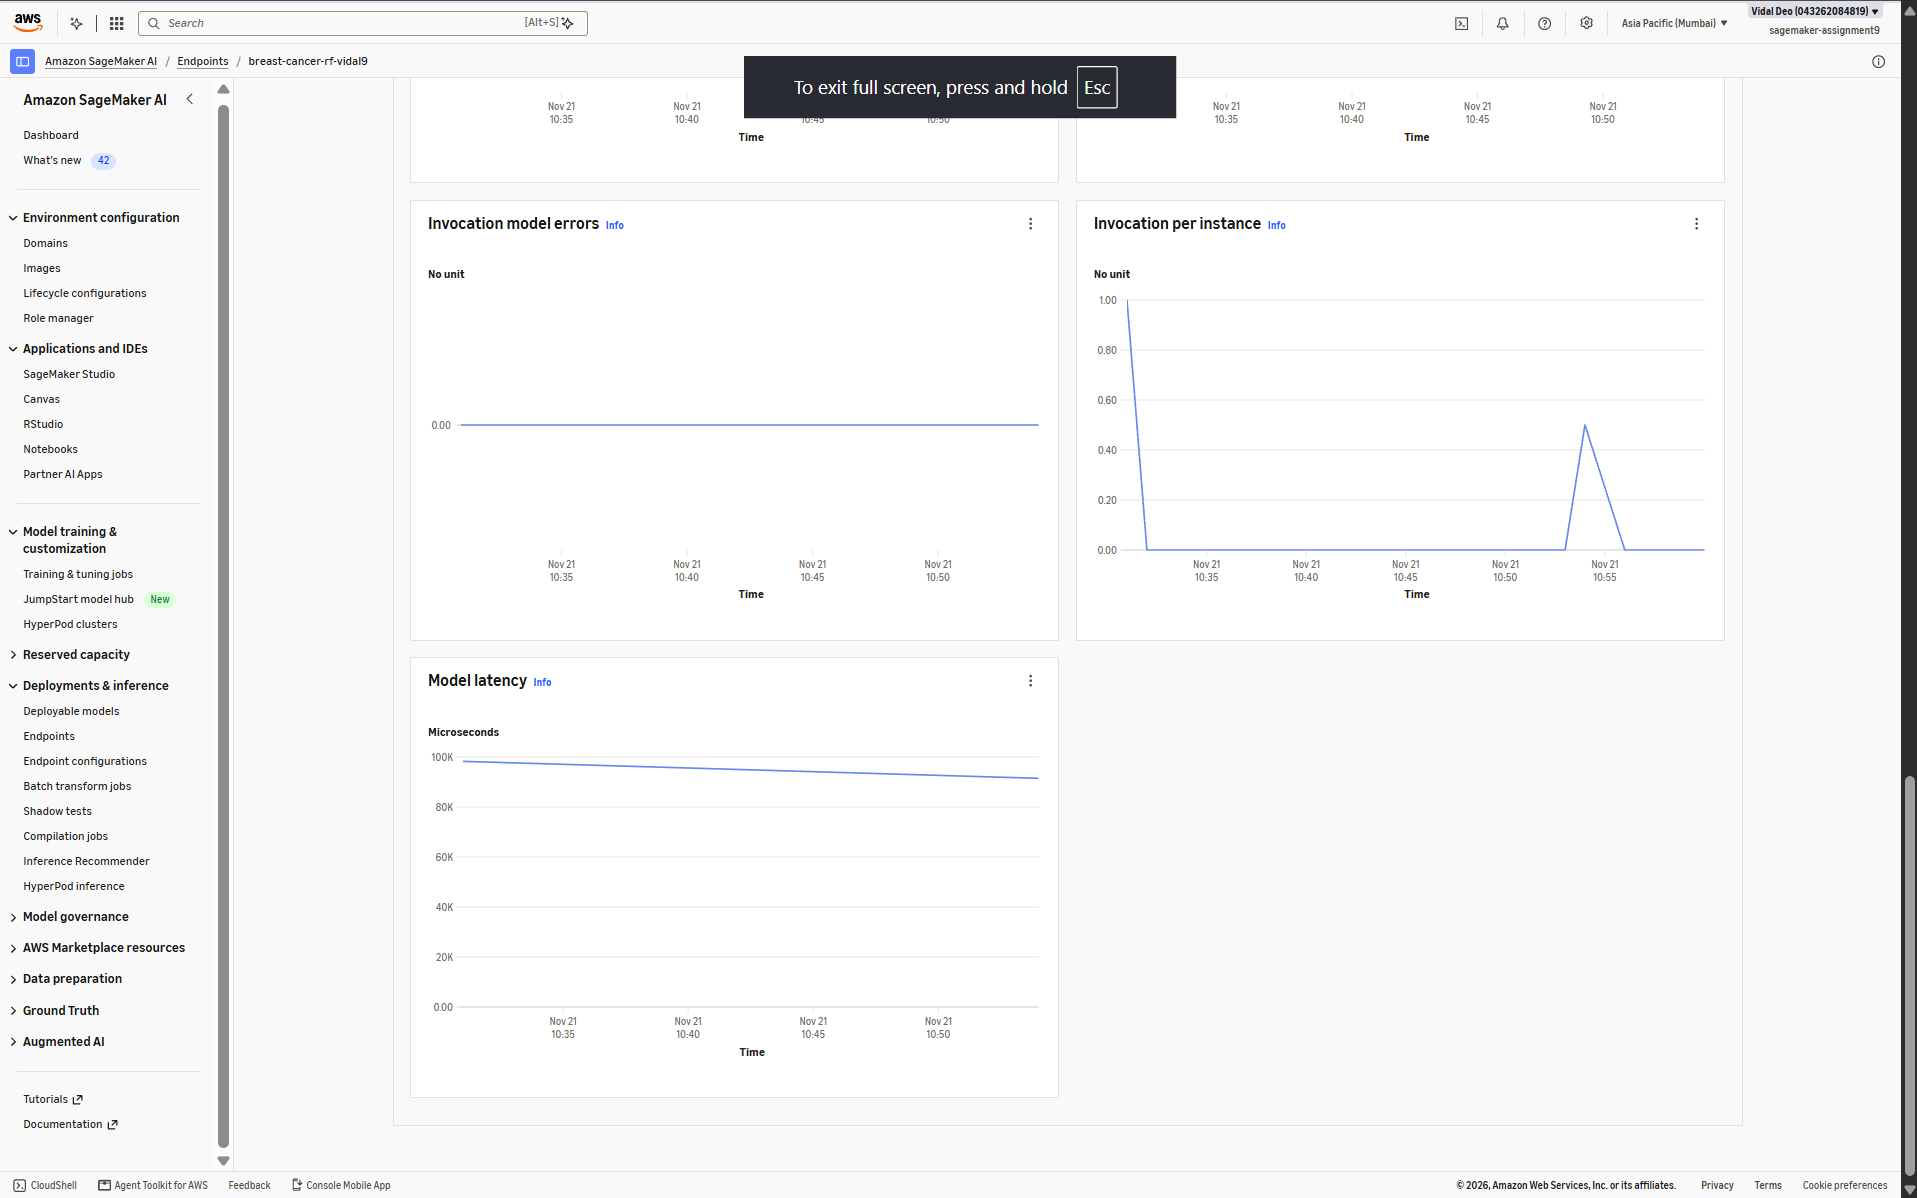 aws
Search
[Alt+S]
Asia Pacific (Mumbai)
Vidal Deo (043262084819)
sagemaker-assignment9
Amazon SageMaker AI / Endpoints / breast-cancer-rf-vidal9
To exit full screen, press and hold Esc
Amazon SageMaker AI
Dashboard
What's new 42
Environment configuration
Domains
Images
Lifecycle configurations
Role manager
Applications and IDEs
SageMaker Studio
Canvas
RStudio
Notebooks
Partner AI Apps
Model training &
customization
Training & tuning jobs
JumpStart model hub New
HyperPod clusters
Reserved capacity
Deployments & inference
Deployable models
Endpoints
Endpoint configurations
Batch transform jobs
Shadow tests
Compilation jobs
Inference Recommender
HyperPod inference
Model governance
AWS Marketplace resources
Data preparation
Ground Truth
Augmented AI
Tutorials
Documentation
Nov 21 Nov 21
10:35 10:40 10:45 10:50
Time
Nov 21 Nov 21 Nov 21 Nov 21
10:35 10:40 10:45 10:50
Time
Invocation model errors Info
No unit
0.00
Nov 21 Nov 21 Nov 21 Nov 21
10:35 10:40 10:45 10:50
Time
Invocation per instance Info
No unit
1.00
0.80
0.60
0.40
0.20
0.00
Nov 21 Nov 21 Nov 21 Nov 21 Nov 21
10:35 10:40 10:45 10:50 10:55
Time
Model latency Info
Microseconds
100K
80K
60K
40K
20K
0.00
Nov 21 Nov 21 Nov 21 Nov 21
10:35 10:40 10:45 10:50
Time
CloudShell Agent Toolkit for AWS Feedback Console Mobile App
© 2026, Amazon Web Services, Inc. or its affiliates. Privacy Terms Cookie preferences